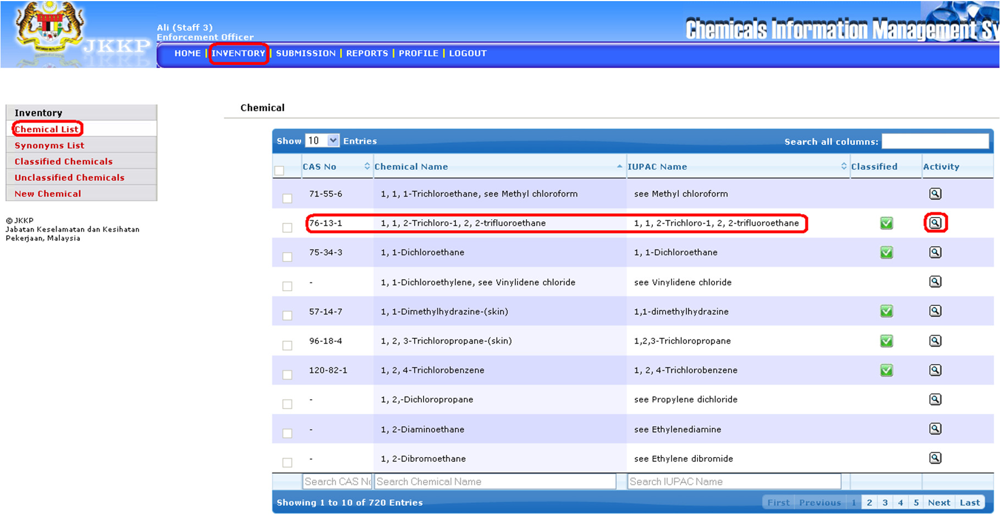 Ali (Staff 3)
Enforcement Officer
Chemicals Information Management Sy
JKKP
HOME | INVENTORY | SUBMISSION | REPORTS | PROFILE | LOGOUT
Inventory
Chemical List
Synonyms List
Classified Chemicals
Unclassified Chemicals
New Chemical
© JKKP
Jabatan Keselamatan dan Kesihatan
Pekerjaan, Malaysia
Chemical
Show 10 Entries Search all columns:
CAS No Chemical Name IUPAC Name Classified Activity
71-55-6 1, 1, 1-Trichloroethane, see Methyl chloroform see Methyl chloroform
76-13-1 1, 1, 2-Trichloro-1, 2, 2-trifluoroethane 1, 1, 2-Trichloro-1, 2, 2-trifluoroethane
75-34-3 1, 1-Dichloroethane 1, 1-Dichloroethane
- 1, 1-Dichloroethylene, see Vinylidene chloride see Vinylidene chloride
57-14-7 1, 1-Dimethylhydrazine-(skin) 1,1-dimethylhydrazine
96-18-4 1, 2, 3-Trichloropropane-(skin) 1,2,3-Trichloropropane
120-82-1 1, 2, 4-Trichlorobenzene 1, 2, 4-Trichlorobenzene
- 1, 2,-Dichloropropane see Propylene dichloride
- 1, 2-Diaminoethane see Ethylenediamine
- 1, 2-Dibromoethane see Ethylene dibromide
Search CAS No Search Chemical Name Search IUPAC Name
Showing 1 to 10 of 720 Entries First Previous 1 2 3 4 5 Next Last